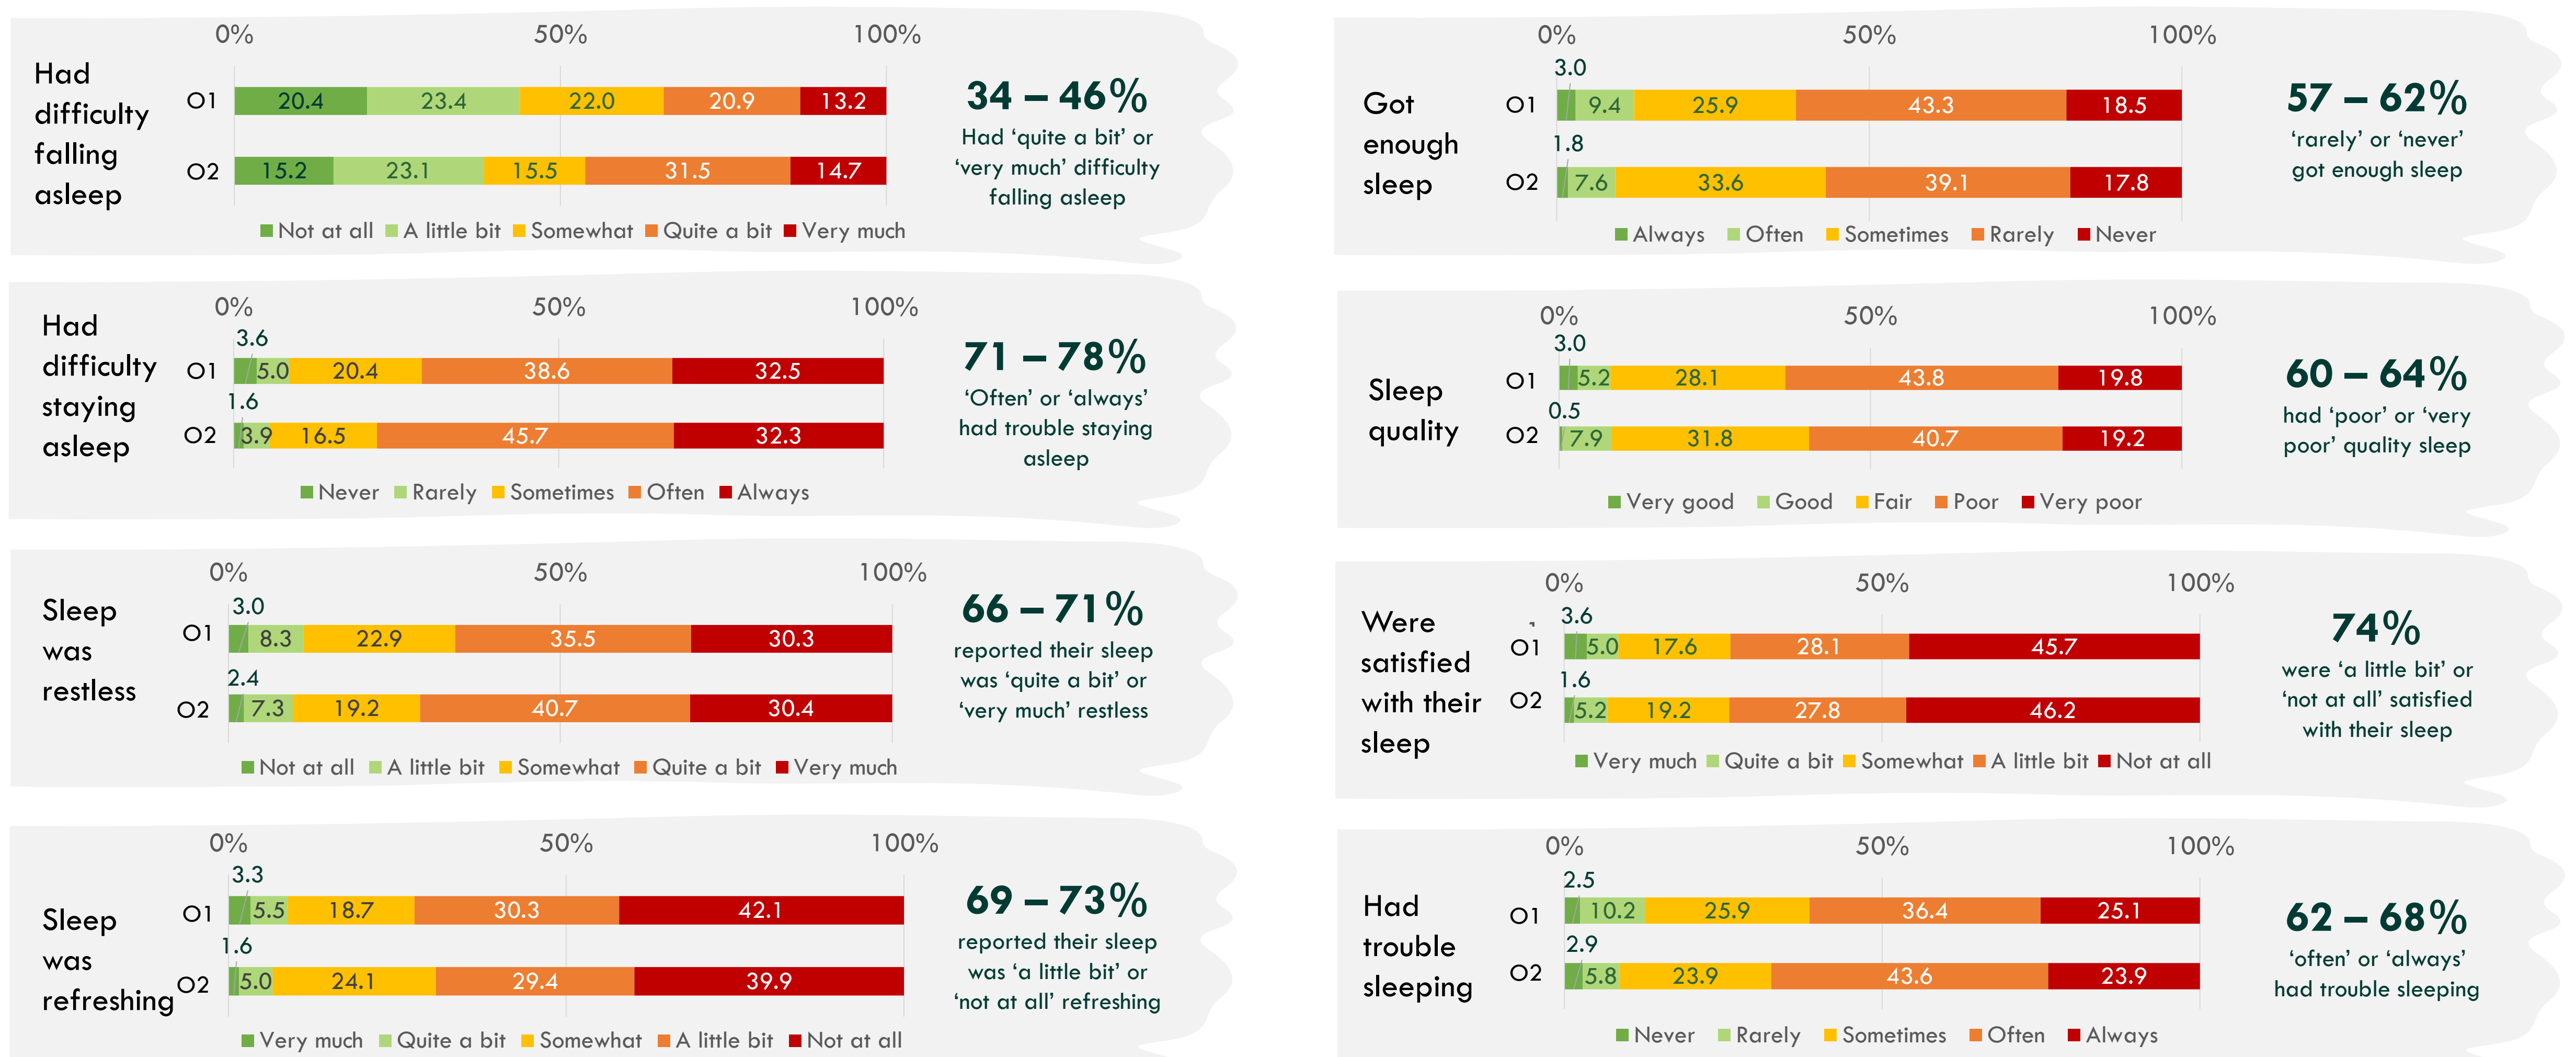 0% 50% 100%
Had
difficulty
falling
asleep
O1 20.4 23.4 22.0 20.9 13.2
O2 15.2 23.1 15.5 31.5 14.7
Not at all A little bit Somewhat Quite a bit Very much
34 – 46%
Had ‘quite a bit’ or
‘very much’ difficulty
falling asleep
0% 50% 100%
Got
enough
sleep
3.0
O1 9.4 25.9 43.3 18.5
1.8
O2 7.6 33.6 39.1 17.8
Always Often Sometimes Rarely Never
57 – 62%
‘rarely’ or ‘never’
got enough sleep
0% 50% 100%
Had
difficulty
staying
asleep
3.6
O1 5.0 20.4 38.6 32.5
1.6
O2 3.9 16.5 45.7 32.3
Never Rarely Sometimes Often Always
71 – 78%
‘Often’ or ‘always’
had trouble staying
asleep
0% 50% 100%
Sleep
quality
3.0
O1 5.2 28.1 43.8 19.8
0.5
O2 7.9 31.8 40.7 19.2
Very good Good Fair Poor Very poor
60 – 64%
had ‘poor’ or ‘very
poor’ quality sleep
0% 50% 100%
Sleep
was
restless
3.0
O1 8.3 22.9 35.5 30.3
2.4
O2 7.3 19.2 40.7 30.4
Not at all A little bit Somewhat Quite a bit Very much
66 – 71%
reported their sleep
was ‘quite a bit’ or
‘very much’ restless
0% 50% 100%
Were
satisfied
with their
sleep
3.6
O1 5.0 17.6 28.1 45.7
1.6
O2 5.2 19.2 27.8 46.2
Very much Quite a bit Somewhat A little bit Not at all
74%
were ‘a little bit’ or
‘not at all’ satisfied
with their sleep
0% 50% 100%
Sleep
was
refreshing
3.3
O1 5.5 18.7 30.3 42.1
1.6
O2 5.0 24.1 29.4 39.9
Very much Quite a bit Somewhat A little bit Not at all
69 – 73%
reported their sleep
was ‘a little bit’ or
‘not at all’ refreshing
0% 50% 100%
Had
trouble
sleeping
2.5
O1 10.2 25.9 36.4 25.1
2.9
O2 5.8 23.9 43.6 23.9
Never Rarely Sometimes Often Always
62 – 68%
‘often’ or ‘always’
had trouble sleeping